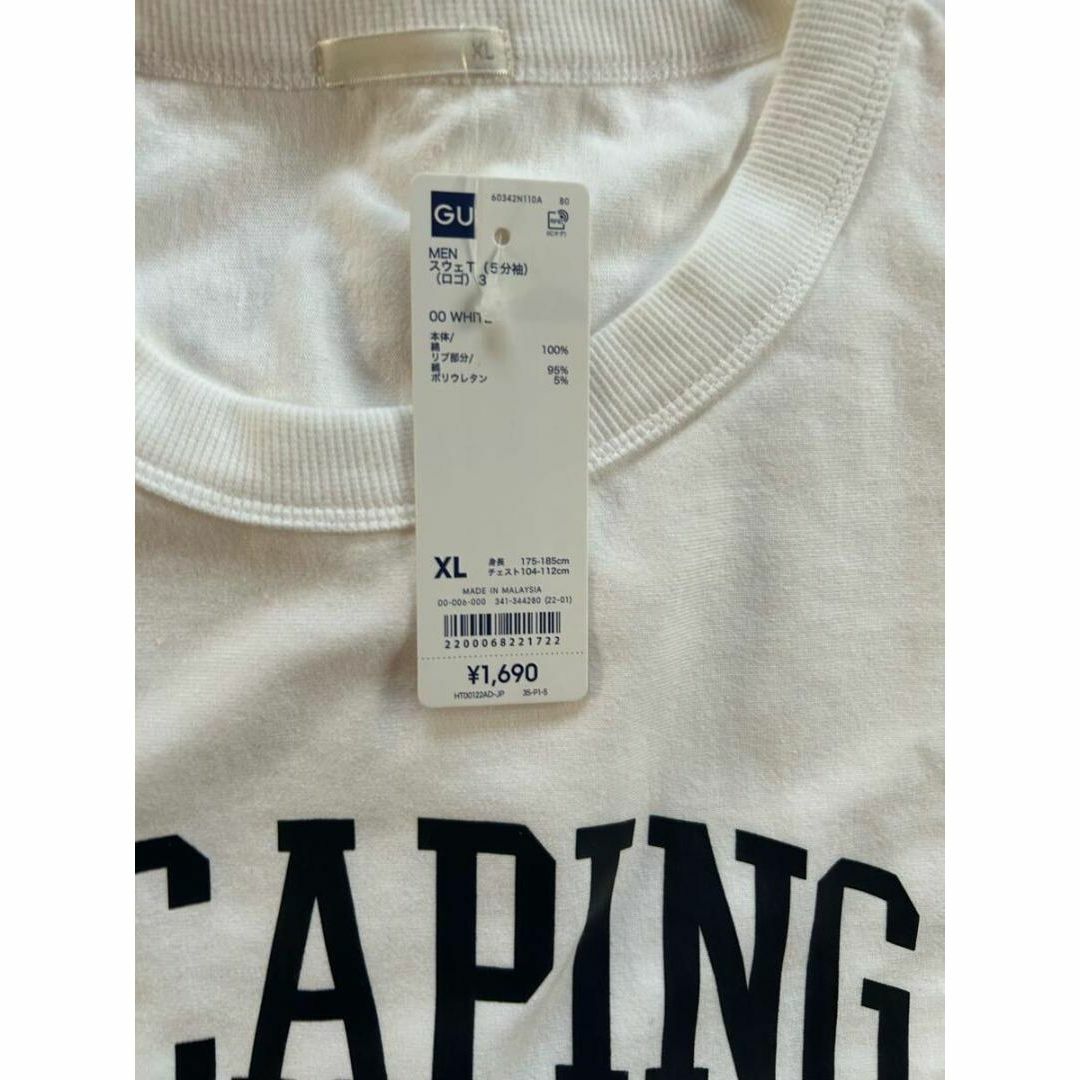 XL
60342N110A 80
GU
MEN
スウェT (5分袖)
(ロゴ) 3
00 WHITE
本体/
綿 100%
リブ部分/
綿 95%
ポリウレタン 5%
XL 身長 175-185cm
チェスト104-112cm
MADE IN MALAYSIA
00-006-000 341-344280 (22-01)
2200068221722
¥1,690
HT00122AD-JP 35-P1-5
CAPING